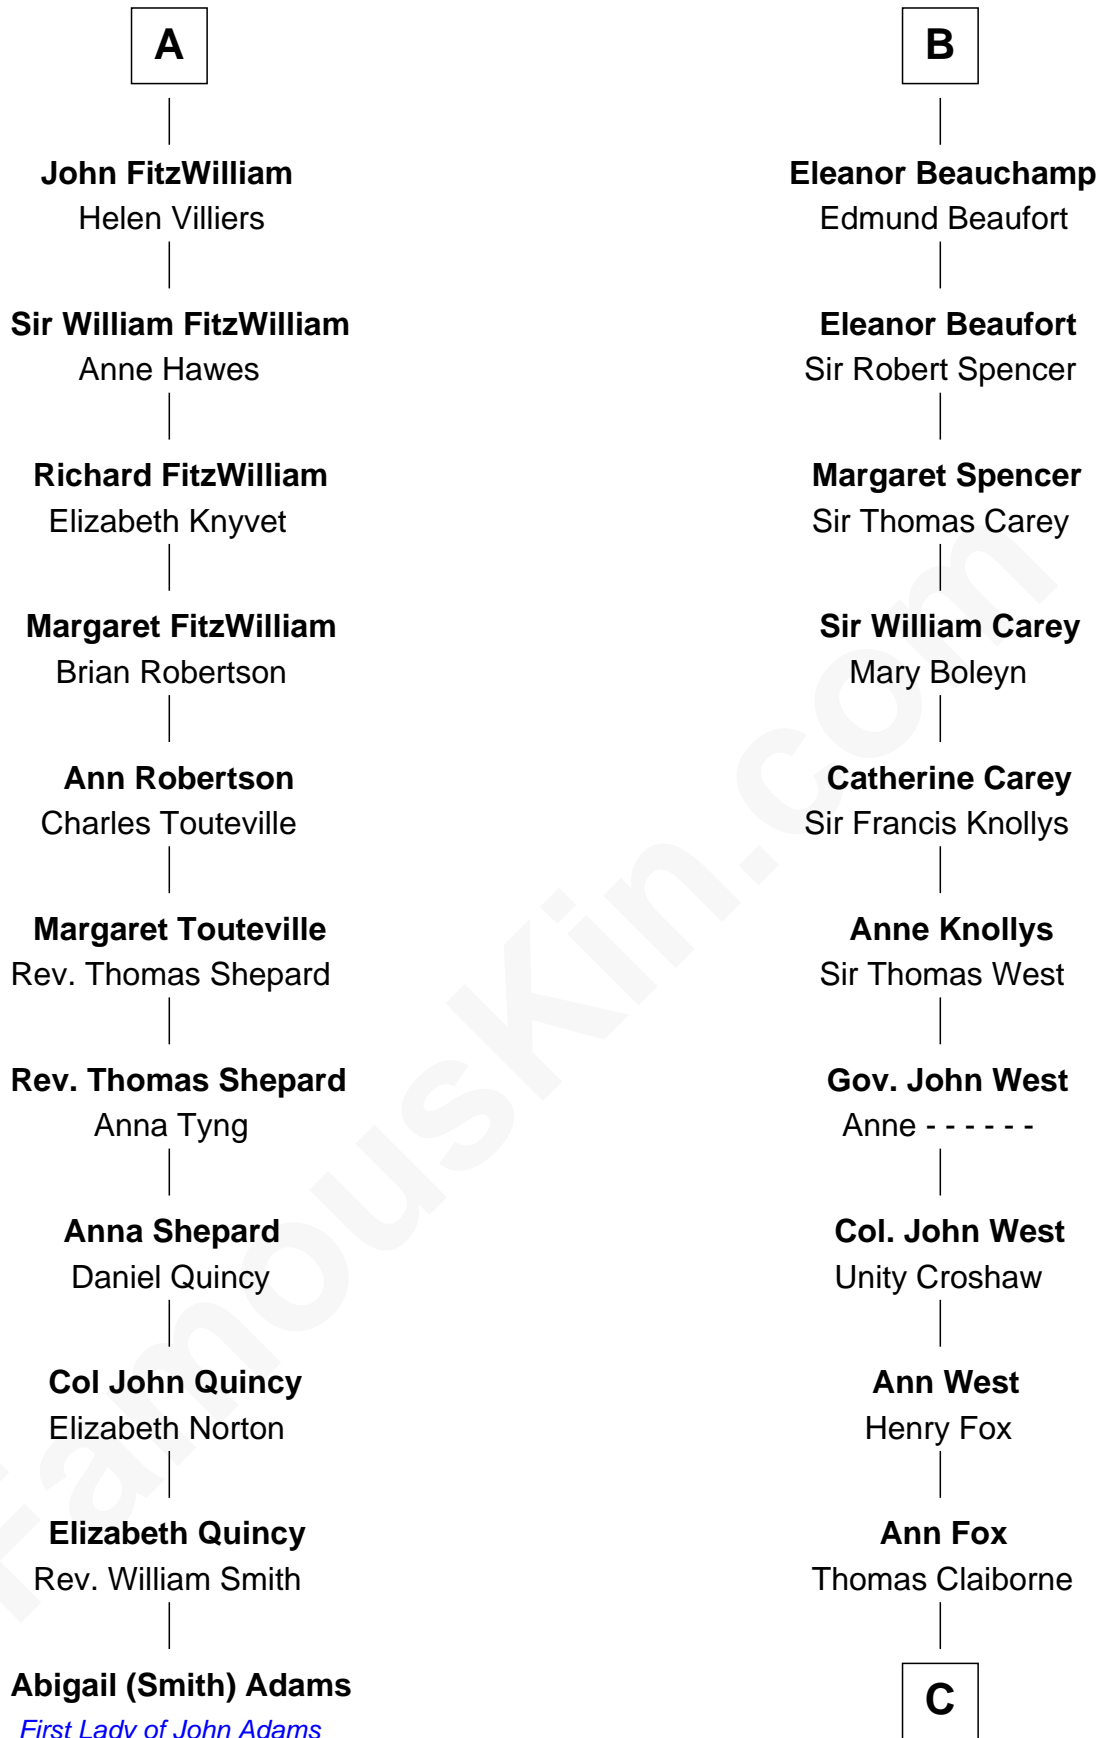 A
John FitzWilliam
Helen Villiers
Sir William FitzWilliam
Anne Hawes
Richard FitzWilliam
Elizabeth Knyvet
Margaret FitzWilliam
Brian Robertson
Ann Robertson
Charles Touteville
Margaret Touteville
Rev. Thomas Shepard
Rev. Thomas Shepard
Anna Tyng
Anna Shepard
Daniel Quincy
Col John Quincy
Elizabeth Norton
Elizabeth Quincy
Rev. William Smith
Abigail (Smith) Adams
First Lady of John Adams
B
Eleanor Beauchamp
Edmund Beaufort
Eleanor Beaufort
Sir Robert Spencer
Margaret Spencer
Sir Thomas Carey
Sir William Carey
Mary Boleyn
Catherine Carey
Sir Francis Knollys
Anne Knollys
Sir Thomas West
Gov. John West
Anne - - - - - -
Col. John West
Unity Croshaw
Ann West
Henry Fox
Ann Fox
Thomas Claiborne
C
FamousKin.com